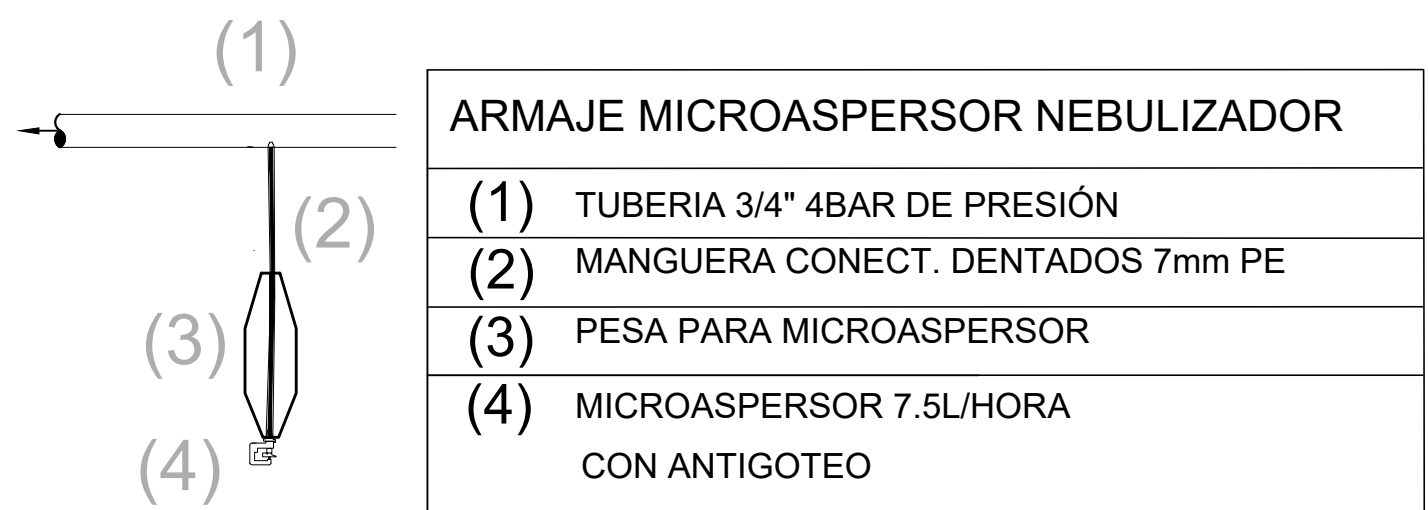 (1)
(2)
(3)
(4)
ARMAJE MICROASPERSOR NEBULIZADOR
(1) TUBERIA 3/4" 4BAR DE PRESIÓN
(2) MANGUERA CONECT. DENTADOS 7mm PE
(3) PESA PARA MICROASPERSOR
(4) MICROASPERSOR 7.5L/HORA
CON ANTIGOTEO